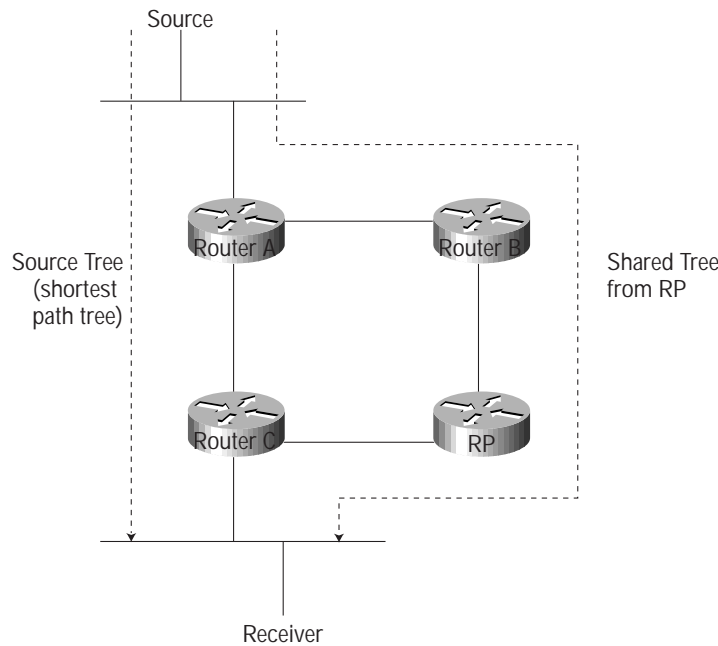 Source
Router A
Router B
Source Tree
(shortest
path tree)
Shared Tree
from RP
Router C
RP
Receiver